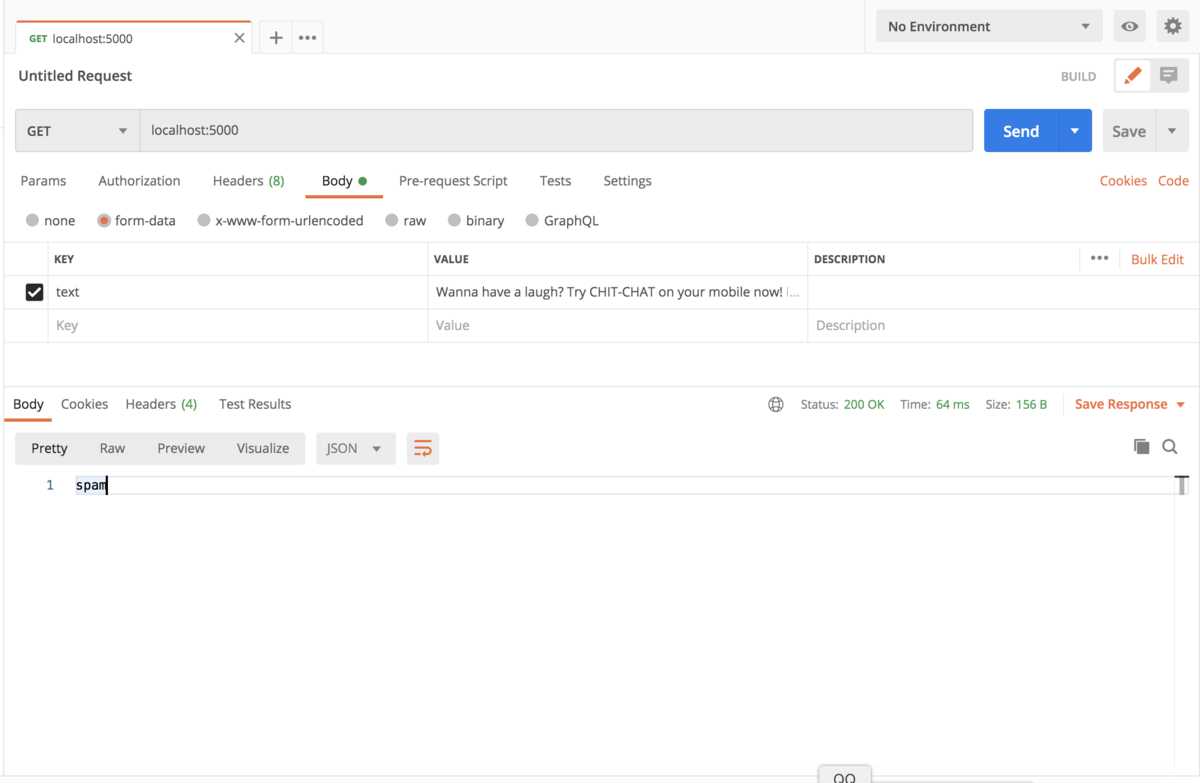 GET localhost:5000
No Environment
Untitled Request
BUILD
GET localhost:5000 Send Save
Params Authorization Headers (8) Body Pre-request Script Tests Settings Cookies Code
none form-data x-www-form-urlencoded raw binary GraphQL
KEY VALUE DESCRIPTION Bulk Edit
text Wanna have a laugh? Try CHIT-CHAT on your mobile now! ...
Key Value Description
Body Cookies Headers (4) Test Results Status: 200 OK Time: 64 ms Size: 156 B Save Response
Pretty Raw Preview Visualize JSON
1 spam
QQ